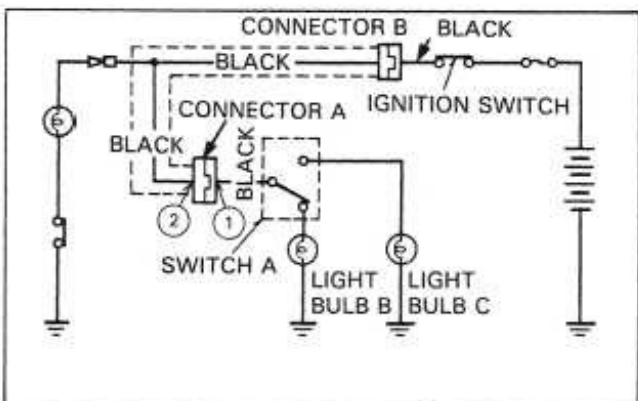 CONNECTOR B
BLACK
BLACK
IGNITION SWITCH
CONNECTOR A
BLACK
BLACK
2
1
SWITCH A
LIGHT
BULB B
LIGHT
BULB C